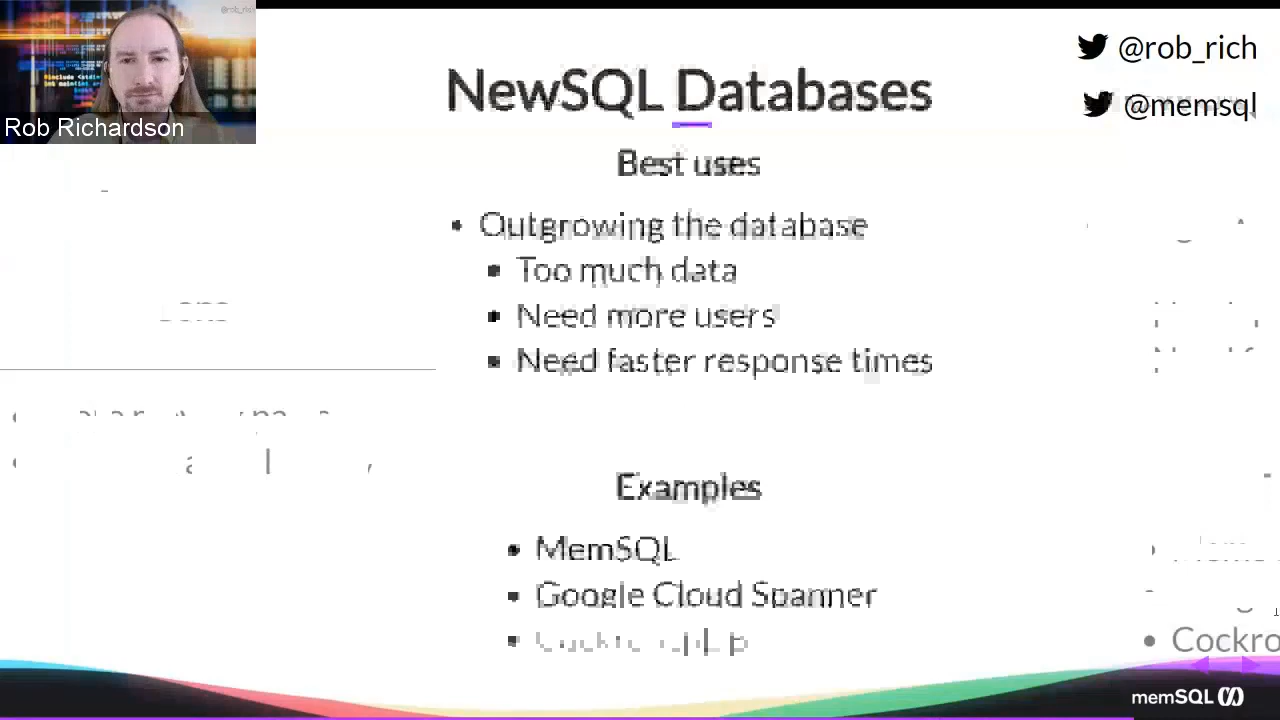 @rob_rich
Rob Richardson
NewSQL Databases
@rob_rich
@memsql
Best uses
Outgrowing the database
Too much data
Need more users
Need faster response times
Examples
MemSQL
Google Cloud Spanner
Cockro
memSQL